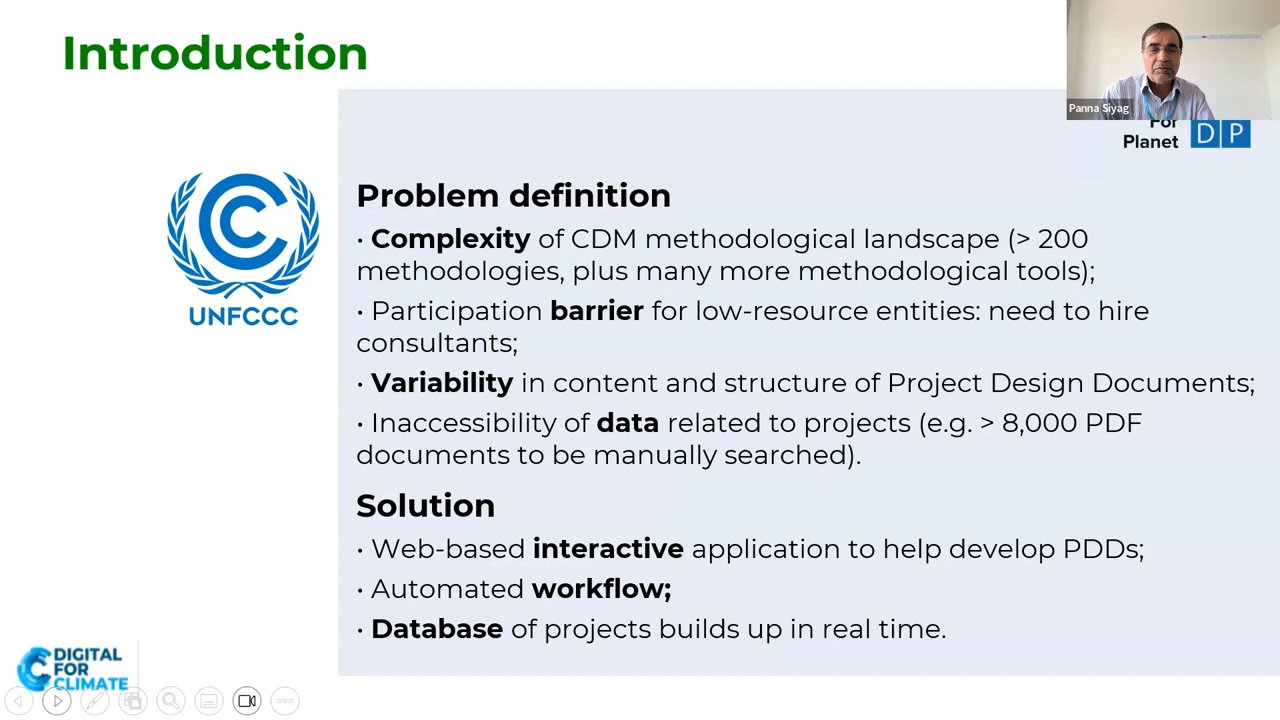 Introduction
Panna Siyag
For
Planet
DP
UNFCCC
Problem definition
· Complexity of CDM methodological landscape (> 200
methodologies, plus many more methodological tools);
· Participation barrier for low-resource entities: need to hire
consultants;
· Variability in content and structure of Project Design Documents;
· Inaccessibility of data related to projects (e.g. > 8,000 PDF
documents to be manually searched).
Solution
· Web-based interactive application to help develop PDDs;
· Automated workflow;
· Database of projects builds up in real time.
DIGITAL
FOR
CLIMATE